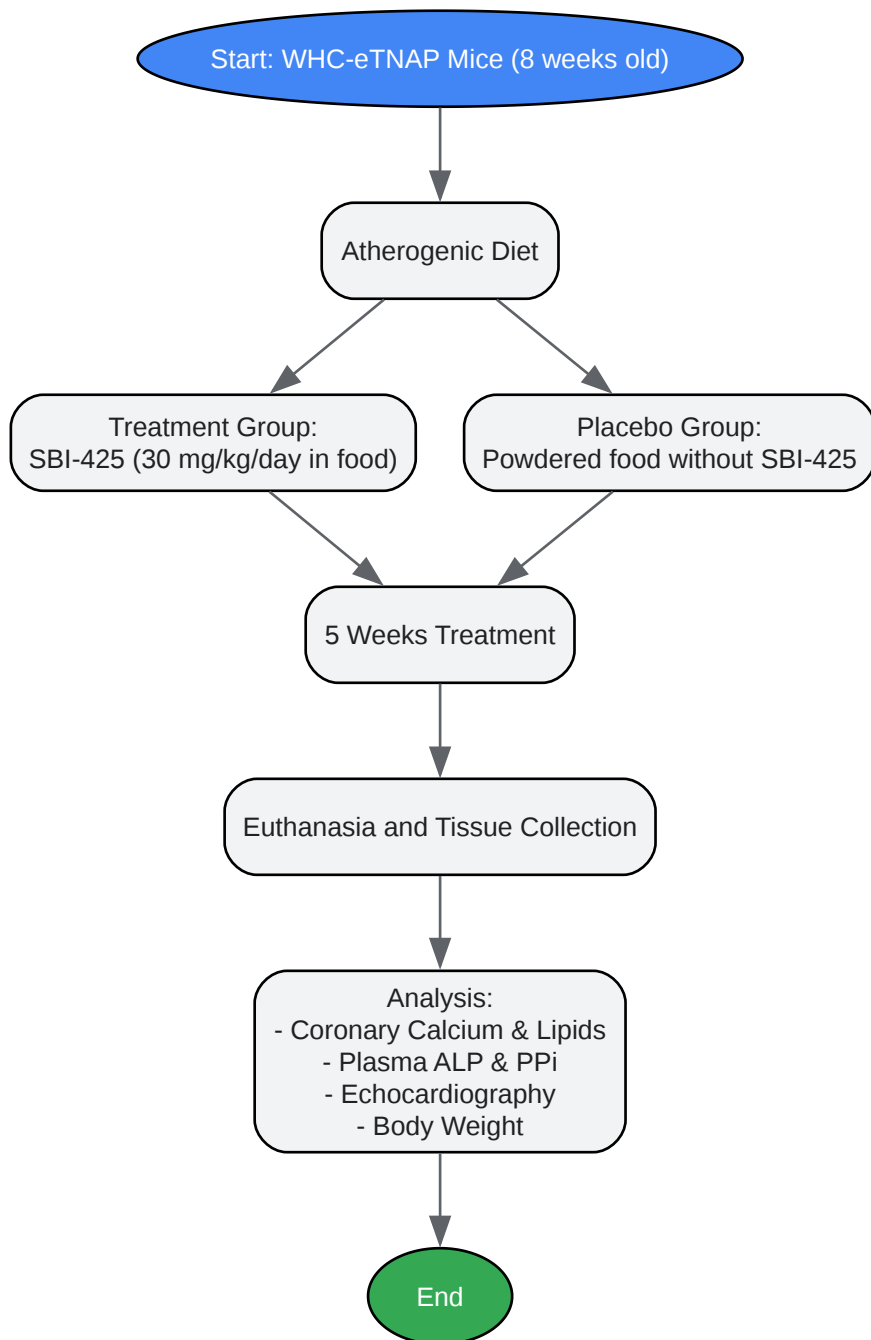 Start: WHC-eTNAP Mice (8 weeks old)
Atherogenic Diet
Treatment Group:
SBI-425 (30 mg/kg/day in food)
Placebo Group:
Powdered food without SBI-425
5 Weeks Treatment
Euthanasia and Tissue Collection
Analysis:
- Coronary Calcium & Lipids
- Plasma ALP & PPi
- Echocardiography
- Body Weight
End